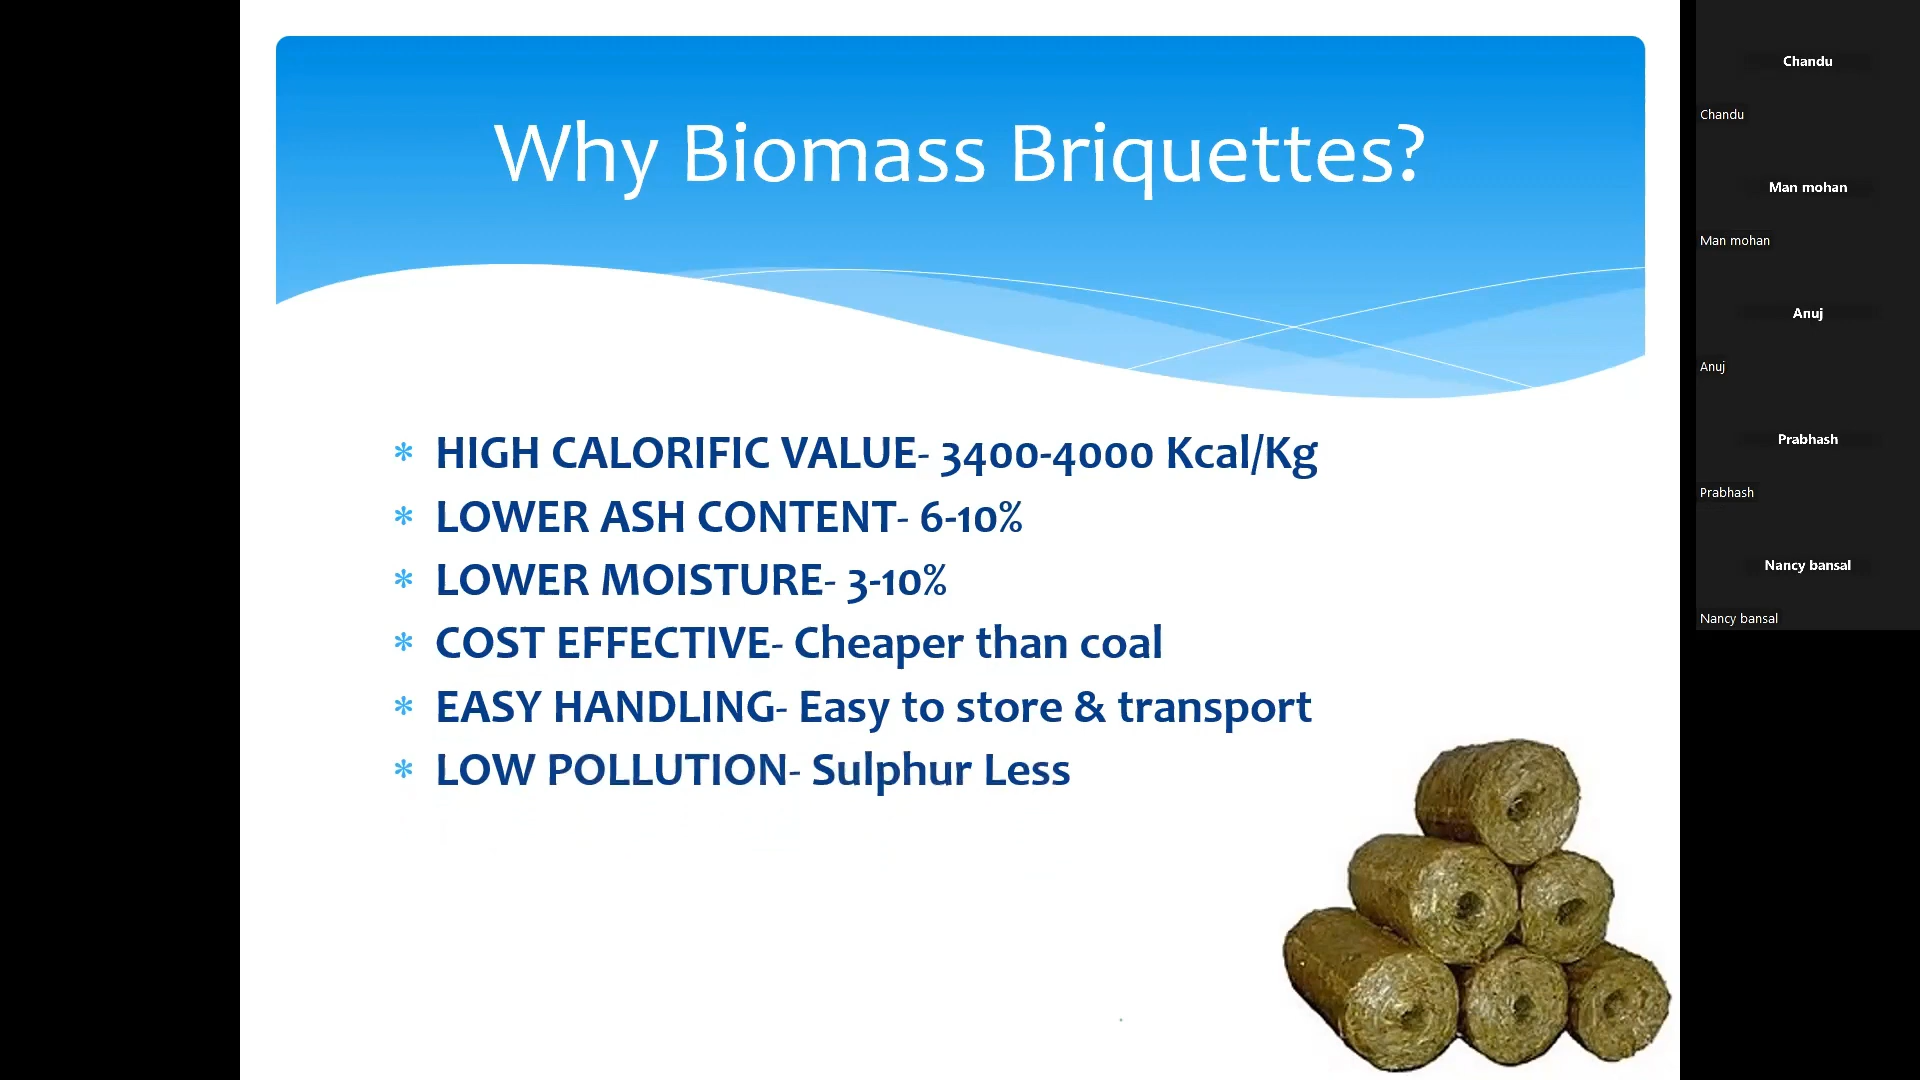 Why Biomass Briquettes?
* HIGH CALORIFIC VALUE- 3400-4000 Kcal/Kg
* LOWER ASH CONTENT- 6-10%
* LOWER MOISTURE- 3-10%
* COST EFFECTIVE- Cheaper than coal
* EASY HANDLING- Easy to store & transport
* LOW POLLUTION- Sulphur Less
Chandu
Chandu
Man mohan
Man mohan
Anuj
Anuj
Prabhash
Prabhash
Nancy bansal
Nancy bansal